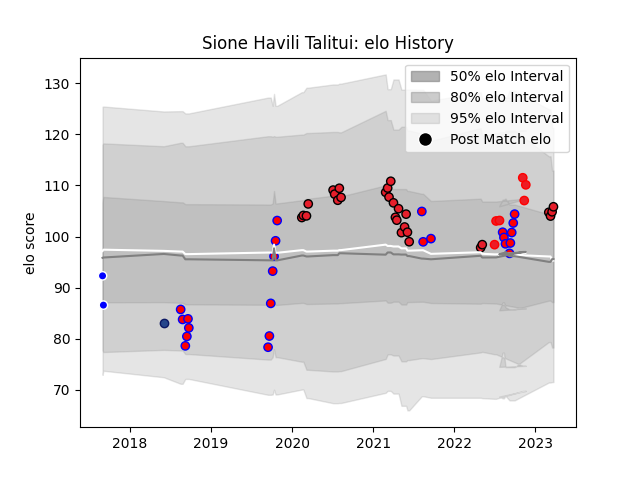 Sione Havili Talitui: elo History
50% elo Interval
80% elo Interval
95% elo Interval
Post Match elo
elo score
130
120
110
100
90
80
70
2018 2019 2020 2021 2022 2023